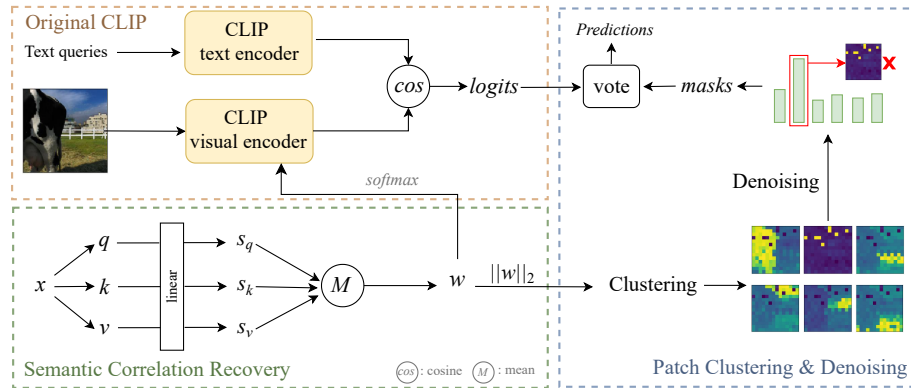 Original CLIP
Text queries
CLIP
text encoder
CLIP
visual encoder
cos
logits
vote
Predictions
masks
X
Denoising
softmax
x
q
k
v
linear
s_q
s_k
s_v
M
w
||w||_2
Clustering
Semantic Correlation Recovery
cos : cosine M : mean
Patch Clustering & Denoising